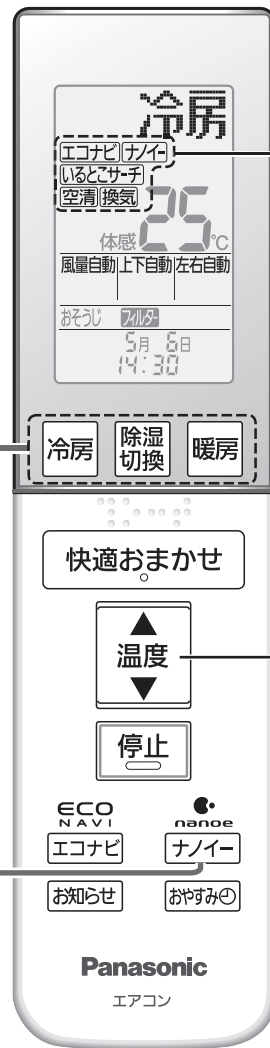 冷房
エコナビ ナノイー
いるとこサーチ
空清 換気
体感 25℃
風量自動 上下自動 左右自動
おそうじ フィルター
5月 6日
14:30
冷房 除湿切換 暖房
快適おまかせ
温度
停止
ECO NAVI nanoe
エコナビ ナノイー
お知らせ おやすみ
Panasonic
エアコン